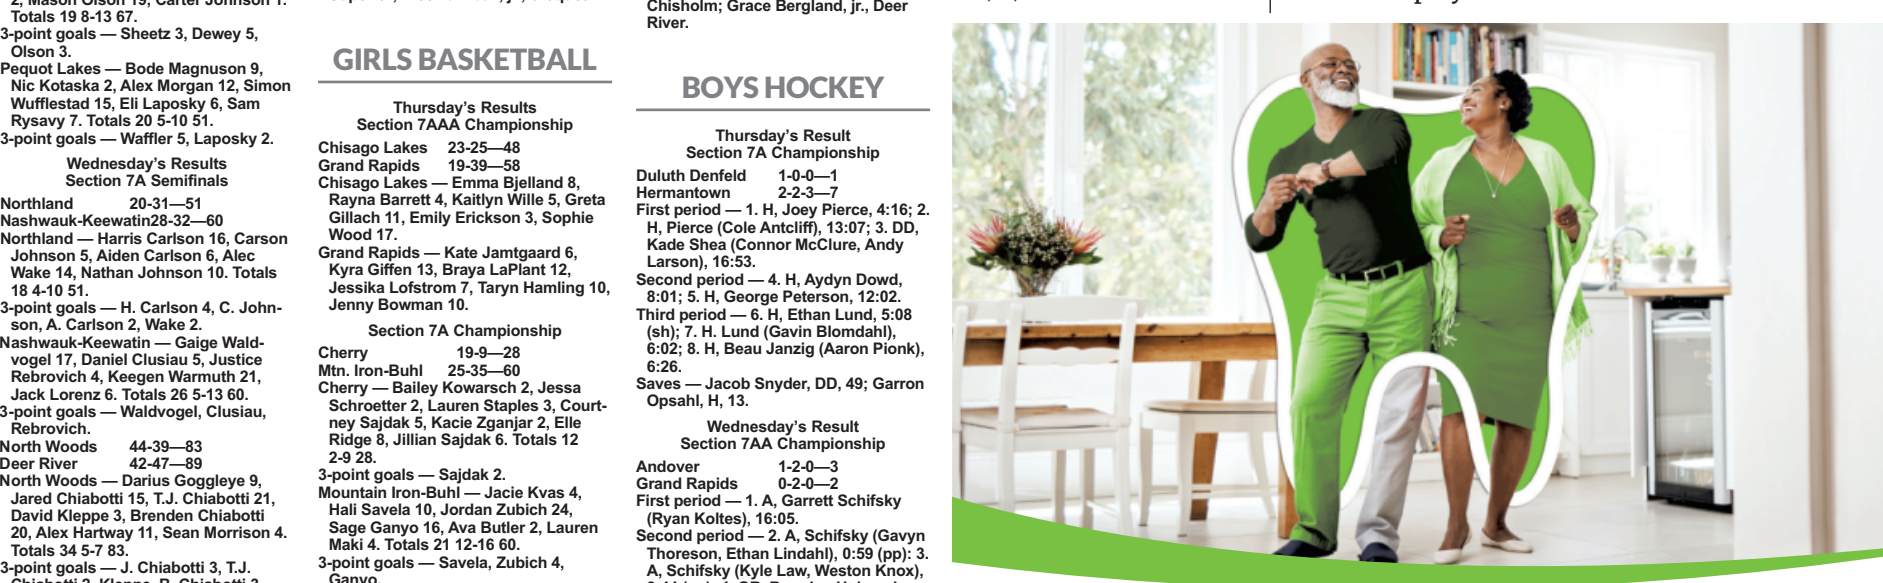 2, Mason Olson 19, Carter Johnson 1.
Totals 19 8-13 67.
3-point goals — Sheetz 3, Dewey 5,
Olson 3.
Pequot Lakes — Bode Magnuson 9,
Nic Kotaska 2, Alex Morgan 12, Simon
Wufflestad 15, Eli Laposky 6, Sam
Rysavy 7. Totals 20 5-10 51.
3-point goals — Waffler 5, Laposky 2.
Wednesday’s Results
Section 7A Semifinals
Northland 20-31—51
Nashwauk-Keewatin28-32—60
Northland — Harris Carlson 16, Carson
Johnson 5, Aiden Carlson 6, Alec
Wake 14, Nathan Johnson 10. Totals
18 4-10 51.
3-point goals — H. Carlson 4, C. John-
son, A. Carlson 2, Wake 2.
Nashwauk-Keewatin — Gaige Wald-
vogel 17, Daniel Clusiau 5, Justice
Rebrovich 4, Keegen Warmuth 21,
Jack Lorenz 6. Totals 26 5-13 60.
3-point goals — Waldvogel, Clusiau,
Rebrovich.
North Woods 44-39—83
Deer River 42-47—89
North Woods — Darius Goggleye 9,
Jared Chiabotti 15, T.J. Chiabotti 21,
David Kleppe 3, Brenden Chiabotti
20, Alex Hartway 11, Sean Morrison 4.
Totals 34 5-7 83.
3-point goals — J. Chiabotti 3, T.J.
GIRLS BASKETBALL
Thursday’s Results
Section 7AAA Championship
Chisago Lakes 23-25—48
Grand Rapids 19-39—58
Chisago Lakes — Emma Bjelland 8,
Rayna Barrett 4, Kaitlyn Wille 5, Greta
Gillach 11, Emily Erickson 3, Sophie
Wood 17.
Grand Rapids — Kate Jamtgaard 6,
Kyra Giffen 13, Braya LaPlant 12,
Jessika Lofstrom 7, Taryn Hamling 10,
Jenny Bowman 10.
Section 7A Championship
Cherry 19-9—28
Mtn. Iron-Buhl 25-35—60
Cherry — Bailey Kowarsch 2, Jessa
Schroetter 2, Lauren Staples 3, Court-
ney Sajdak 5, Kacie Zganjar 2, Elle
Ridge 8, Jillian Sajdak 6. Totals 12
2-9 28.
3-point goals — Sajdak 2.
Mountain Iron-Buhl — Jacie Kvas 4,
Hali Savela 10, Jordan Zubich 24,
Sage Ganyo 16, Ava Butler 2, Lauren
Maki 4. Totals 21 12-16 60.
3-point goals — Savela, Zubich 4,
Ganyo.
Chisholm; Grace Bergland, jr., Deer
River.
BOYS HOCKEY
Thursday’s Result
Section 7A Championship
Duluth Denfeld 1-0-0—1
Hermantown 2-2-3—7
First period — 1. H, Joey Pierce, 4:16; 2.
H, Pierce (Cole Antcliff), 13:07; 3. DD,
Kade Shea (Connor McClure, Andy
Larson), 16:53.
Second period — 4. H, Aydyn Dowd,
8:01; 5. H, George Peterson, 12:02.
Third period — 6. H, Ethan Lund, 5:08
(sh); 7. H. Lund (Gavin Blomdahl),
6:02; 8. H, Beau Janzig (Aaron Pionk),
6:26.
Saves — Jacob Snyder, DD, 49; Garron
Opsahl, H, 13.
Wednesday’s Result
Section 7AA Championship
Andover 1-2-0—3
Grand Rapids 0-2-0—2
First period — 1. A, Garrett Schifsky
(Ryan Koltes), 16:05.
Second period — 2. A, Schifsky (Gavyn
Thoreson, Ethan Lindahl), 0:59 (pp): 3.
A, Schifsky (Kyle Law, Weston Knox),